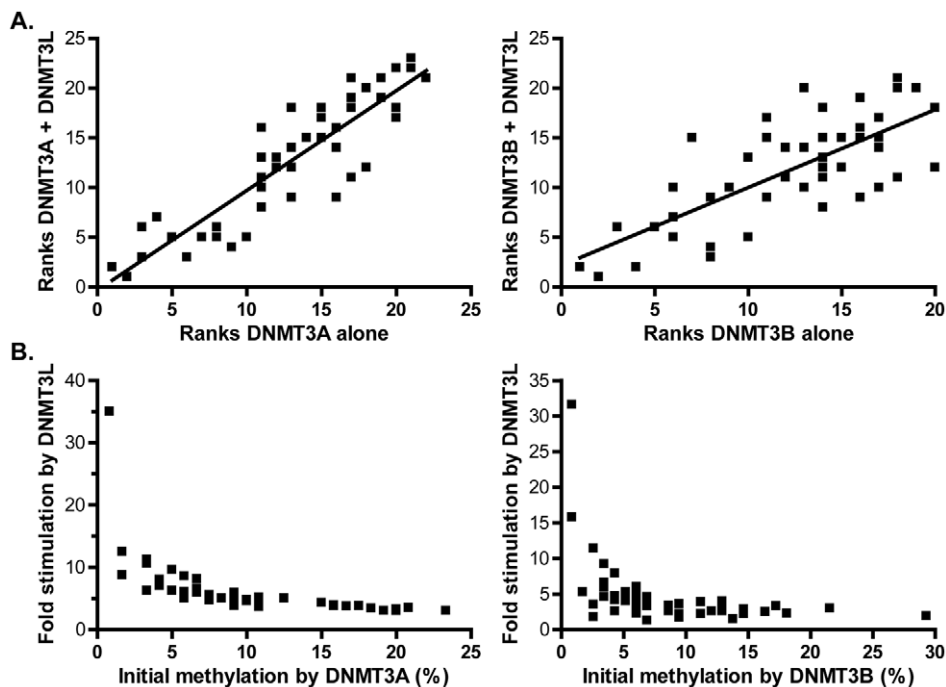 A.
Ranks DNMT3A + DNMT3L
25
20
15
10
5
0
0 5 10 15 20 25
Ranks DNMT3A alone
Ranks DNMT3B + DNMT3L
25
20
15
10
5
0
0 5 10 15 20
Ranks DNMT3B alone
B.
Fold stimulation by DNMT3L
40
30
20
10
0
0 5 10 15 20 25
Initial methylation by DNMT3A (%)
Fold stimulation by DNMT3L
35
30
25
20
15
10
5
0
0 5 10 15 20 25 30
Initial methylation by DNMT3B (%)